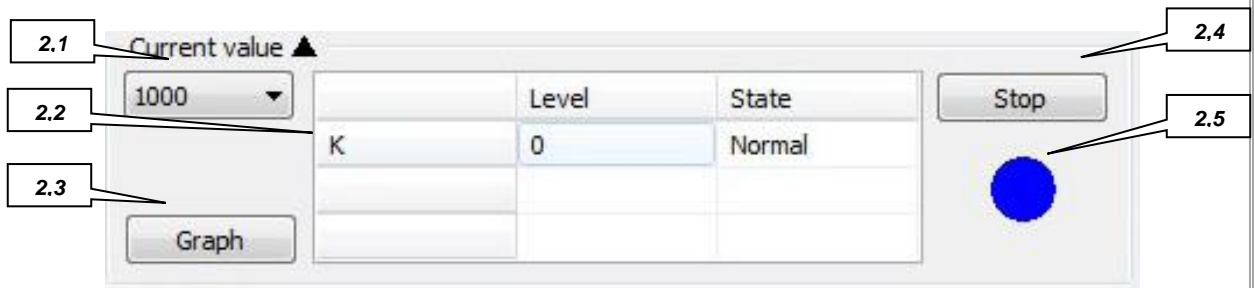 2,1
Current value ▲
2,4
1000
Level State
Stop
2,2
2,5
K 0 Normal
2,3
Graph